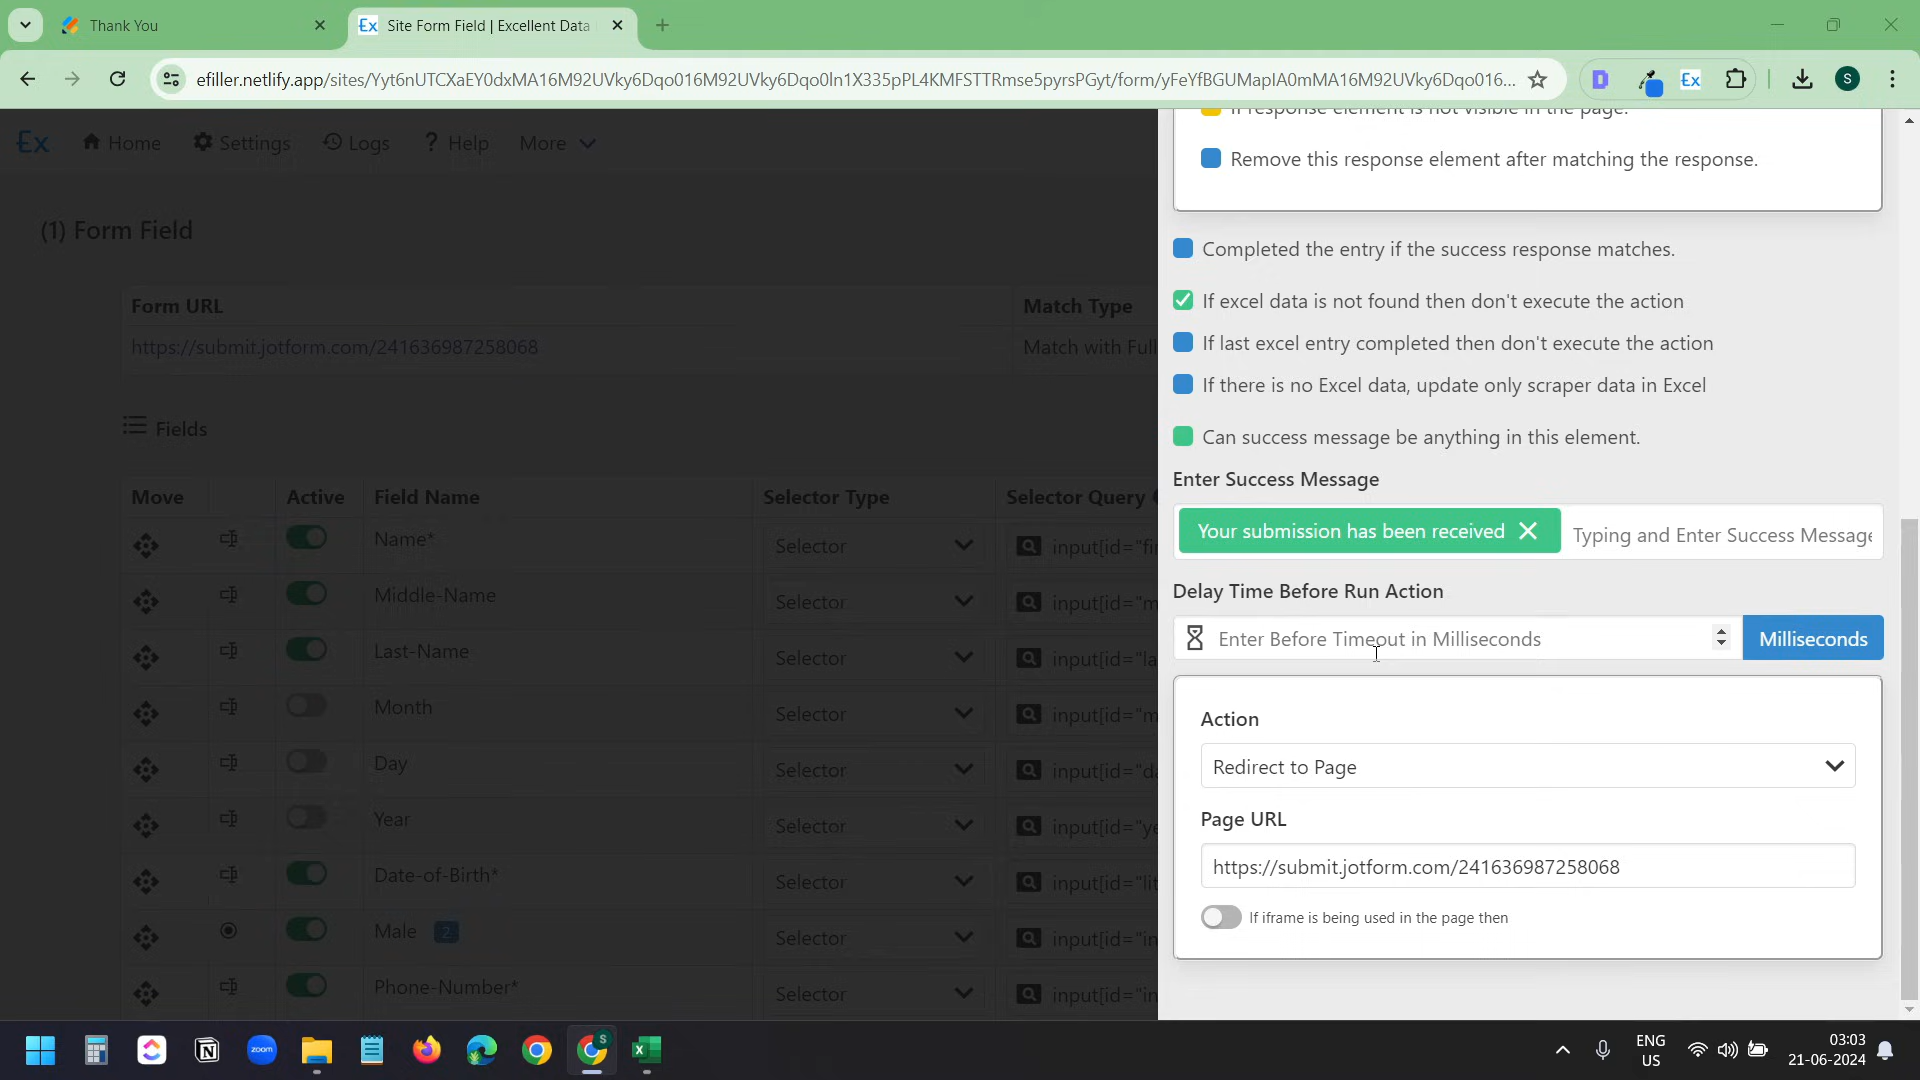 Thank You
Site Form Field | Excellent Data
efiller.netlify.app/sites/Yyt6nUTCXaEY0dxMA16M92UVky6Dqo016M92UVky6Dqo0ln1X335pPL4KMFSTTRmse5pyrsPGyt/form/yFeYfBGUMapIA0mMA16M92UVky6Dqo016...
S
Ex
Home
Settings
Logs
Help
More
(1) Form Field
Form URL
Match Type
https://submit.jotform.com/241636987258068
Match with Full
Fields
Move
Active
Field Name
Selector Type
Selector Query
Name*
Selector
input[id="fi
Middle-Name
Selector
input[id="m
Last-Name
Selector
input[id="la
Month
Selector
input[id="m
Day
Selector
input[id="da
Year
Selector
input[id="ye
Date-of-Birth*
Selector
input[id="lit
Male
2
Selector
input[id="in
Phone-Number*
Selector
input[id="in
If response element is not visible in the page.
Remove this response element after matching the response.
Completed the entry if the success response matches.
If excel data is not found then don't execute the action
If last excel entry completed then don't execute the action
If there is no Excel data, update only scraper data in Excel
Can success message be anything in this element.
Enter Success Message
Your submission has been received
Typing and Enter Success Message
Delay Time Before Run Action
Enter Before Timeout in Milliseconds
Milliseconds
Action
Redirect to Page
Page URL
https://submit.jotform.com/241636987258068
If iframe is being used in the page then
zoom
ENG
US
03:03
21-06-2024